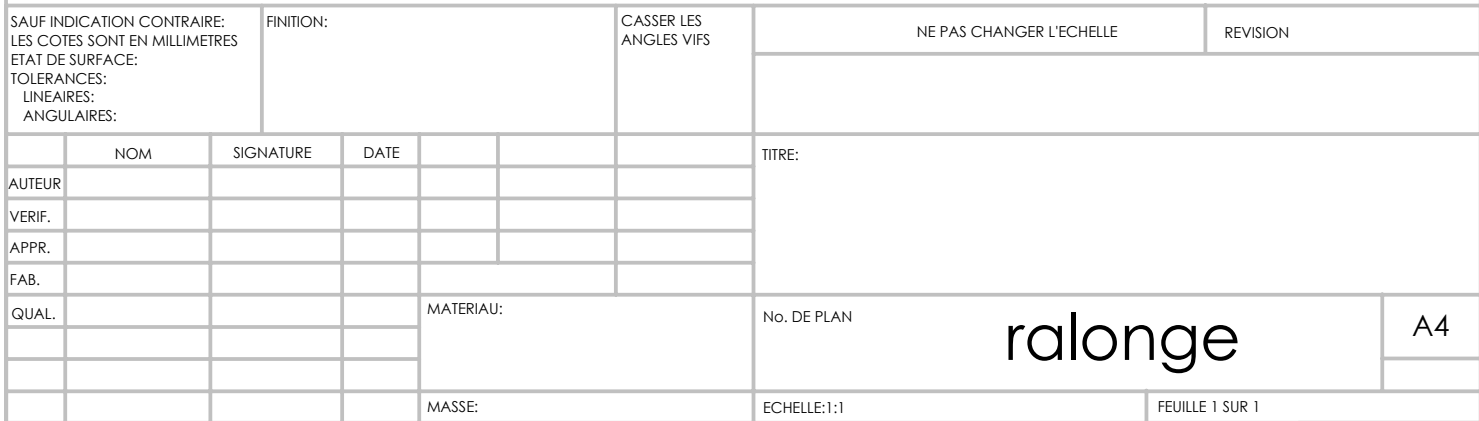 SAUF INDICATION CONTRAIRE:
LES COTES SONT EN MILLIMETRES
ETAT DE SURFACE:
TOLERANCES:
LINEAIRES:
ANGULAIRES:
FINITION:
CASSER LES
ANGLES VIFS
NE PAS CHANGER L'ECHELLE
REVISION
NOM
SIGNATURE
DATE
TITRE:
AUTEUR
VERIF.
APPR.
FAB.
QUAL.
MATERIAU:
No. DE PLAN
ralonge
A4
MASSE:
ECHELLE:1:1
FEUILLE 1 SUR 1